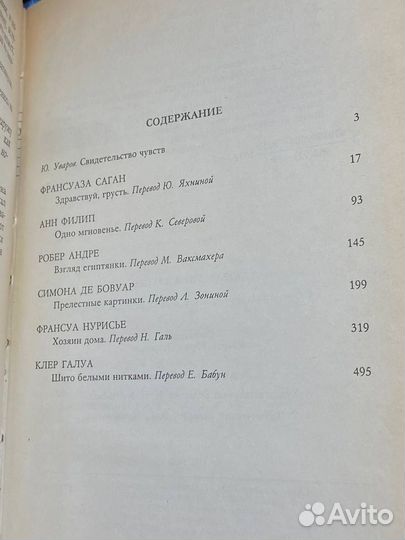 СОДЕРЖАНИЕ
Ю. Уваров. Свидетельство чувств 3
ФРАНСУАЗА САГАН
Здравствуй, грусть. Перевод Ю. Яхниной 17
АНН ФИЛИП
Одно мгновенье. Перевод К. Северовой 93
РОБЕР АНДРЕ
Взгляд египтянки. Перевод М. Ваксмахера 145
СИМОНА ДЕ БОВУАР
Прелестные картинки. Перевод Л. Зониной 199
ФРАНСУА НУРИСЬЕ
Хозяин дома. Перевод Н. Галь 319
КЛЕР ГАЛУА
Шито белыми нитками. Перевод Е. Бабун 495
Avito